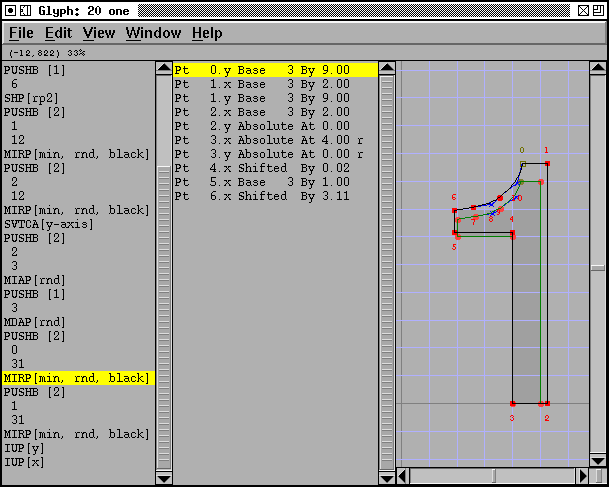 Glyph: 20 one
File Edit View Window Help
(-12,822) 33%
PUSHB [1]
6
SHP[rp2]
PUSHB [2]
1
12
MIRP[min, rnd, black]
PUSHB [2]
2
12
MIRP[min, rnd, black]
SVTCA[y-axis]
PUSHB [2]
2
3
MIAP[rnd]
PUSHB [1]
3
MDAP[rnd]
PUSHB [2]
0
31
MIRP[min, rnd, black]
PUSHB [2]
1
31
MIRP[min, rnd, black]
IUP[y]
IUP[x]
Pt 0.y Base 3 By 9.00
Pt 1.x Base 3 By 2.00
Pt 1.y Base 3 By 9.00
Pt 2.x Base 3 By 2.00
Pt 2.y Absolute At 0.00
Pt 3.x Absolute At 4.00 r
Pt 3.y Absolute At 0.00 r
Pt 4.x Shifted By 0.02
Pt 5.x Base 3 By 1.00
Pt 6.x Shifted By 3.11
0 1
6
7 8 4
5
3 2